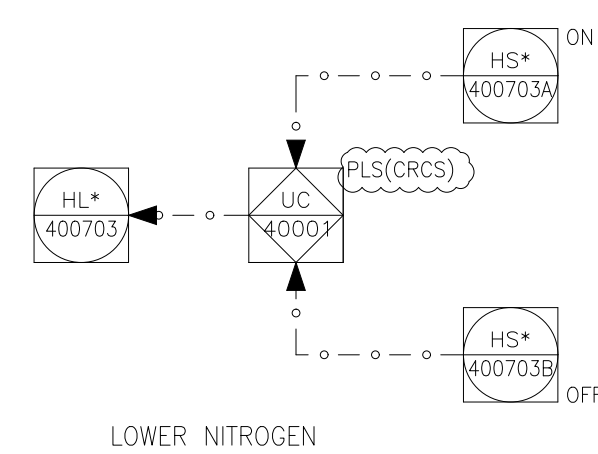 ON
HS*
400703A
PLS(CRCS)
HL*
400703
UC
40001
HS*
400703B
OFF
LOWER NITROGEN